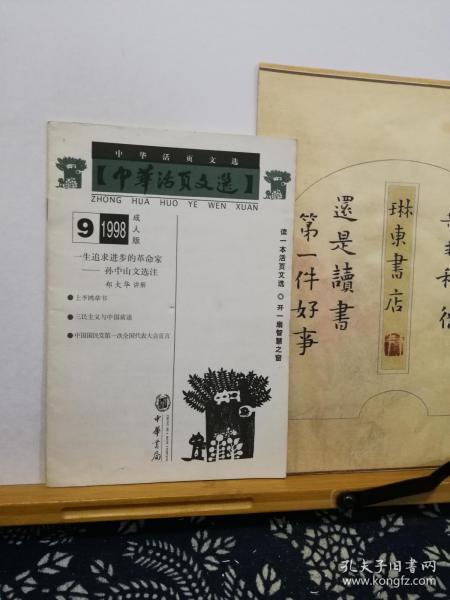 中华活页文选
【中華活頁文選】
ZHONG HUA HUO YE WEN XUAN
9 1998 成人版
一生追求进步的革命家
——孙中山文选注
郑大华 讲解
●上李鸿章书
●三民主义与中国前途
●中国国民党第一次全国代表大会宣言
读一本活页文选◎开一扇智慧之窗
中華書局
琳東書店
還是讀書
第一件好事
孔夫子旧书网
www.kongfz.com